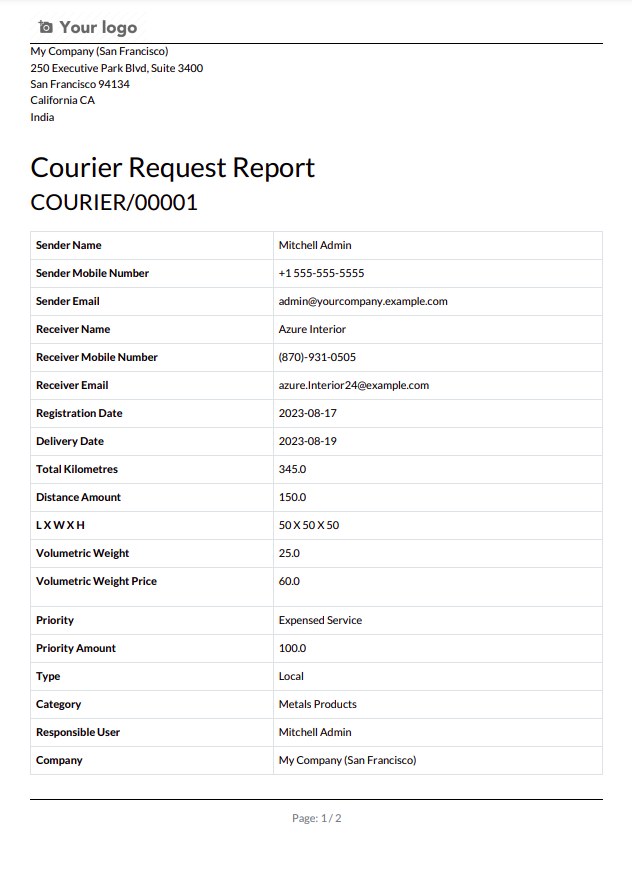 Your logo
My Company (San Francisco)
250 Executive Park Blvd, Suite 3400
San Francisco 94134
California CA
India
Courier Request Report
COURIER/00001
Sender Name Mitchell Admin
Sender Mobile Number +1 555-555-5555
Sender Email admin@yourcompany.example.com
Receiver Name Azure Interior
Receiver Mobile Number (870)-931-0505
Receiver Email azure.Interior24@example.com
Registration Date 2023-08-17
Delivery Date 2023-08-19
Total Kilometres 345.0
Distance Amount 150.0
L X W X H 50 X 50 X 50
Volumetric Weight 25.0
Volumetric Weight Price 60.0
Priority Expensed Service
Priority Amount 100.0
Type Local
Category Metals Products
Responsible User Mitchell Admin
Company My Company (San Francisco)
Page: 1 / 2